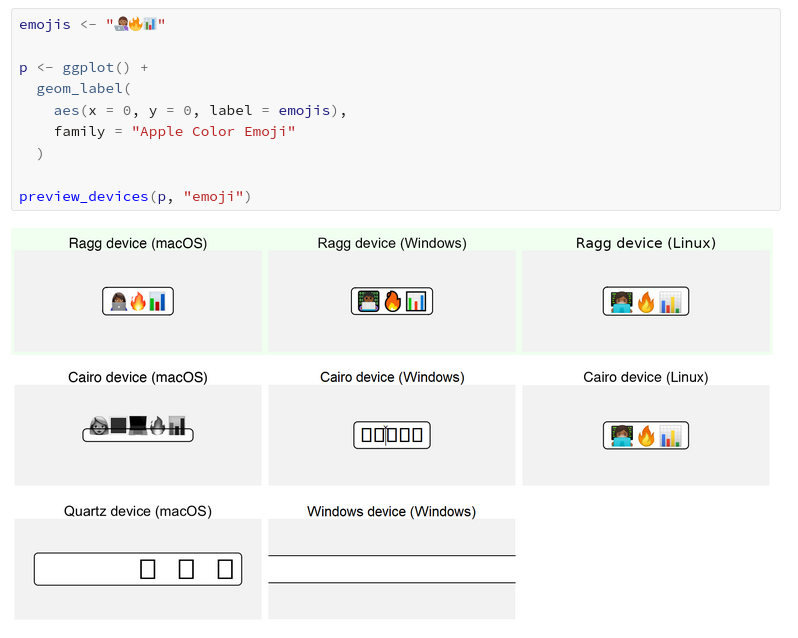 emojis <- "👩🏾‍💻🔥📊"
p <- ggplot() +
  geom_label(
    aes(x = 0, y = 0, label = emojis),
    family = "Apple Color Emoji"
  )
preview_devices(p, "emoji")
Ragg device (macOS) Ragg device (Windows) Ragg device (Linux)
Cairo device (macOS) Cairo device (Windows) Cairo device (Linux)
Quartz device (macOS) Windows device (Windows)